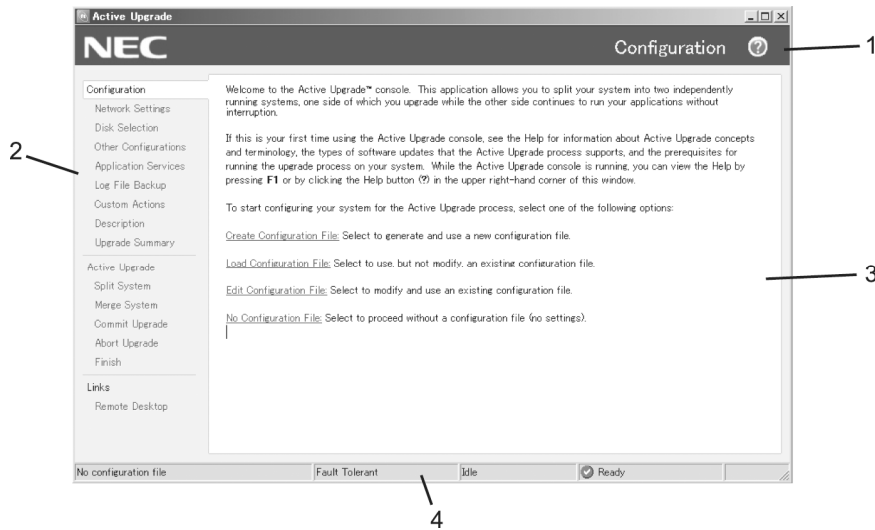 Active Upgrade
NEC
Configuration ?
1
Configuration
Network Settings
Disk Selection
Other Configurations
Application Services
Log File Backup
Custom Actions
Description
Upgrade Summary
Active Upgrade
Split System
Merge System
Commit Upgrade
Abort Upgrade
Finish
Links
Remote Desktop
2
Welcome to the Active Upgrade™ console. This application allows you to split your system into two independently
running systems, one side of which you upgrade while the other side continues to run your applications without
interruption.
If this is your first time using the Active Upgrade console, see the Help for information about Active Upgrade concepts
and terminology, the types of software updates that the Active Upgrade process supports, and the prerequisites for
running the upgrade process on your system. While the Active Upgrade console is running, you can view the Help by
pressing F1 or by clicking the Help button (?) in the upper right-hand corner of this window.
To start configuring your system for the Active Upgrade process, select one of the following options:
Create Configuration File: Select to generate and use a new configuration file.
Load Configuration File: Select to use, but not modify, an existing configuration file.
Edit Configuration File: Select to modify and use an existing configuration file.
No Configuration File: Select to proceed without a configuration file (no settings).
3
No configuration file
Fault Tolerant
Idle
Ready
4